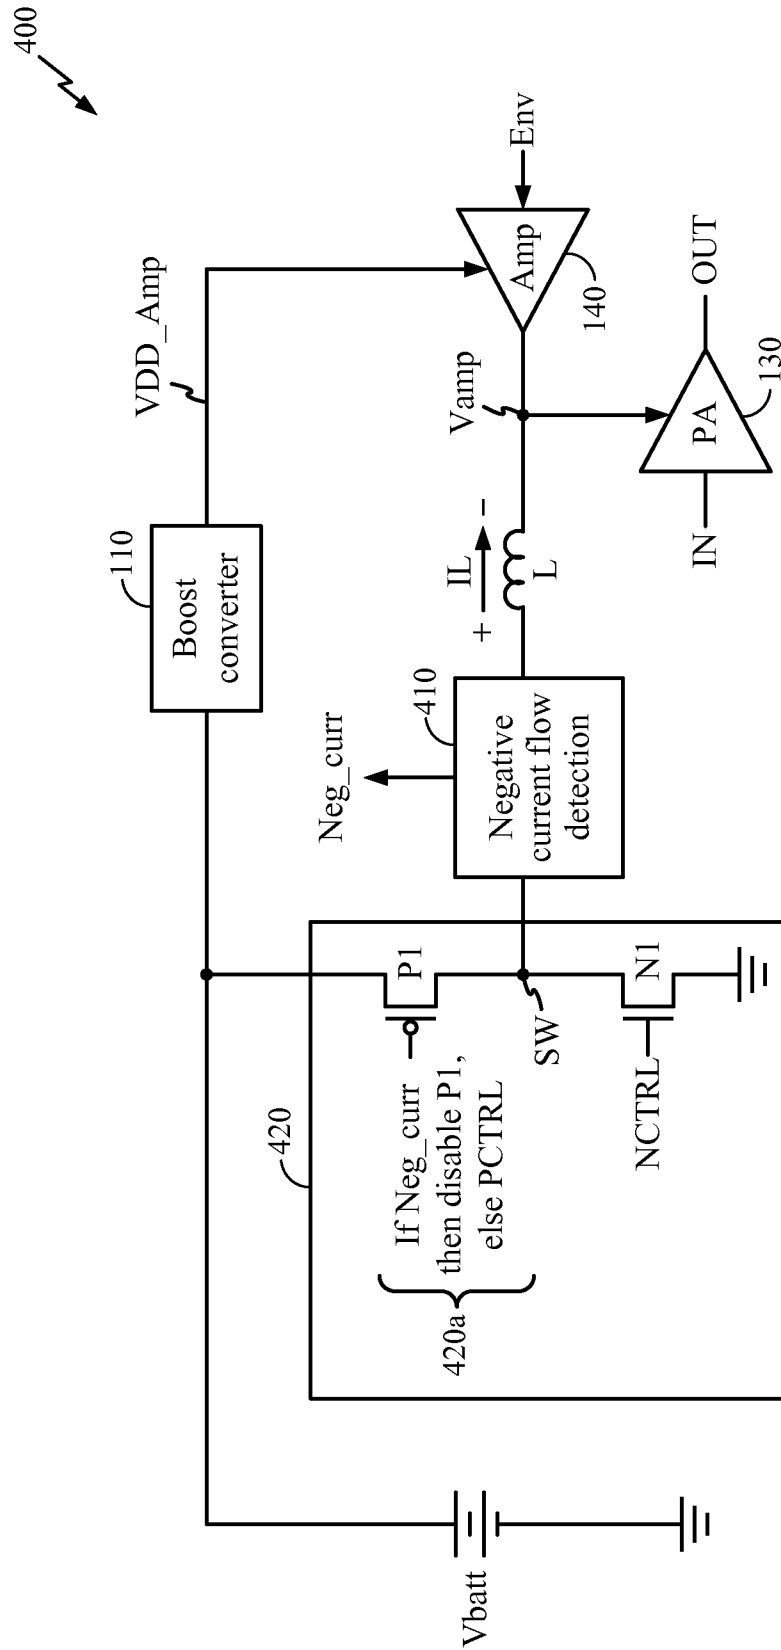 400
VDD_Amp
110
Boost
converter
Env
Amp
140
Vamp
OUT
PA
130
IN
IL
+
-
L
Neg_curr
410
Negative
current flow
detection
420
P1
If Neg_curr
then disable P1,
else PCTRL
420a
SW
N1
NCTRL
Vbatt